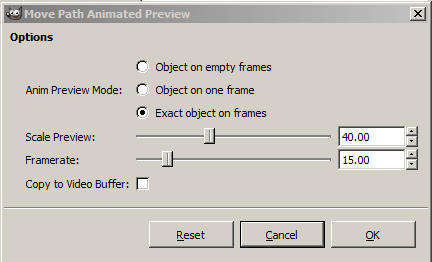 Move Path Animated Preview
Options
Object on empty frames
Anim Preview Mode: Object on one frame
Exact object on frames
Scale Preview: 40.00
Framerate: 15.00
Copy to Video Buffer:
Reset Cancel OK